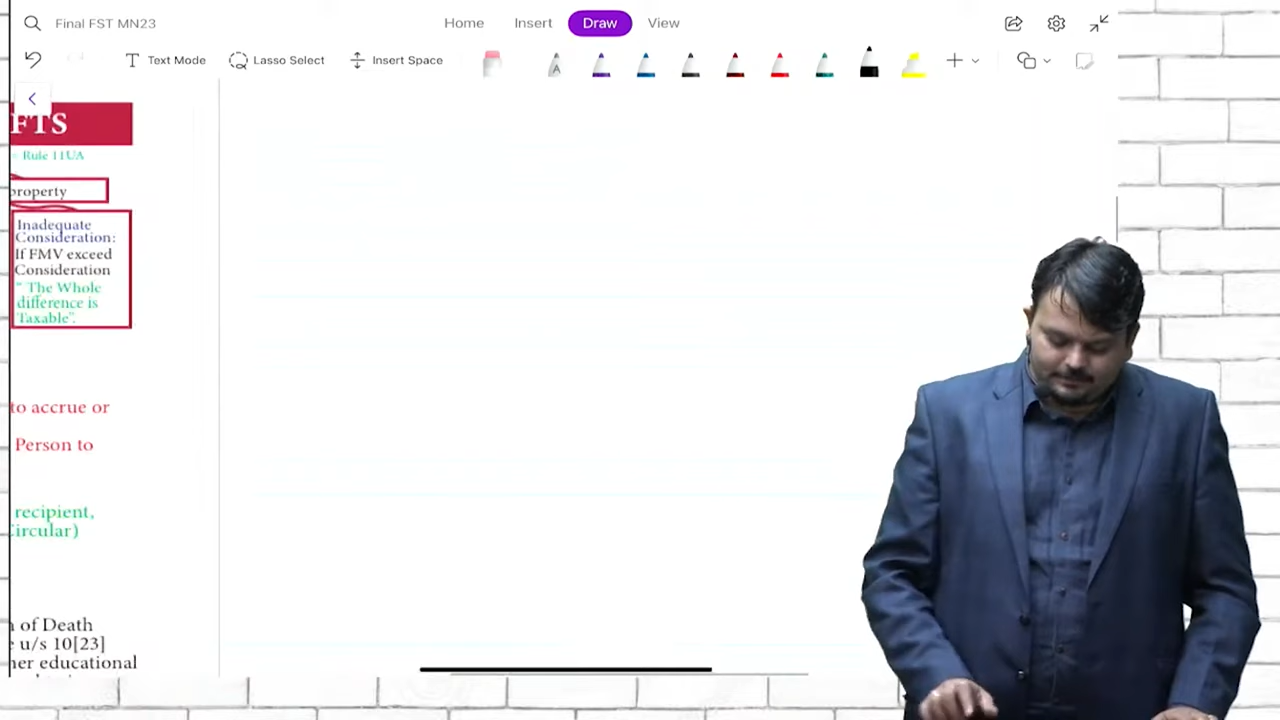 Final FST MN23
Home Insert Draw View
Text Mode Lasso Select Insert Space
A
FTS
Rule 11UA
property
Inadequate
Consideration:
If FMV exceed
Consideration
" The Whole
difference is
Taxable".
to accrue or
Person to
recipient,
Circular)
of Death
u/s 10[23]
educational